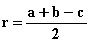 r = (a + b − c) / 2